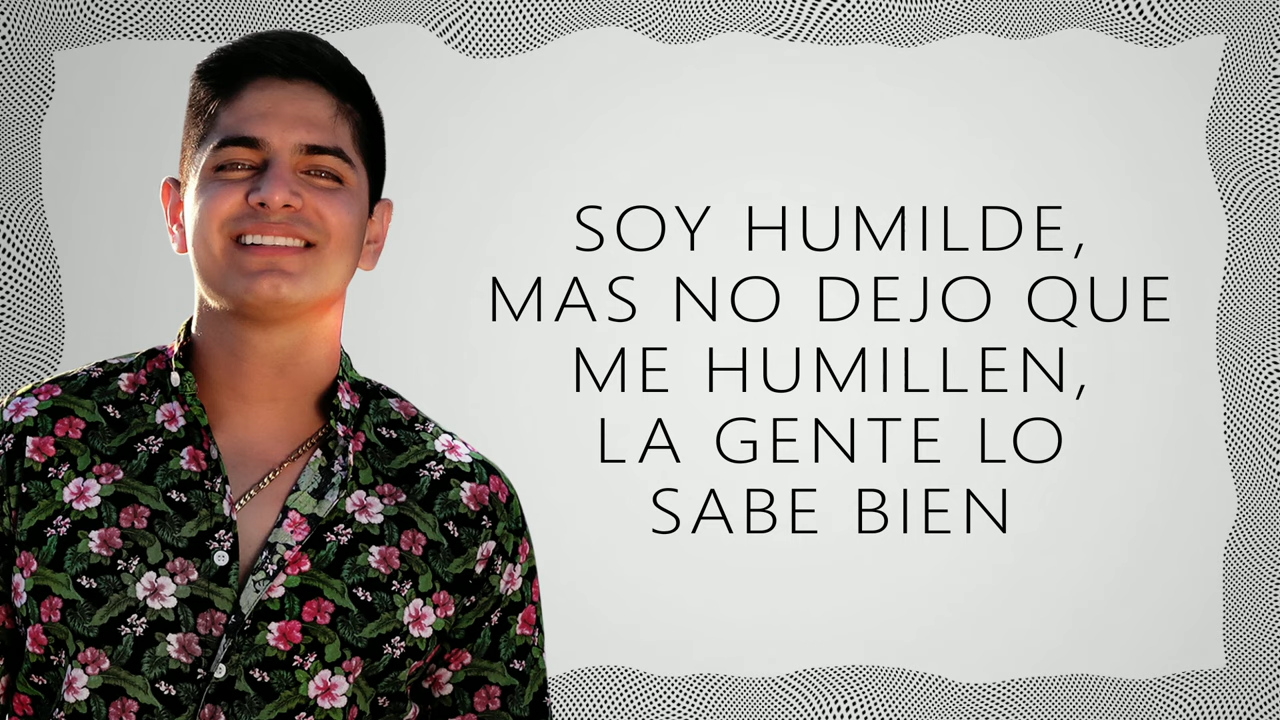 SOY HUMILDE,
MAS NO DEJO QUE
ME HUMILLEN,
LA GENTE LO
SABE BIEN